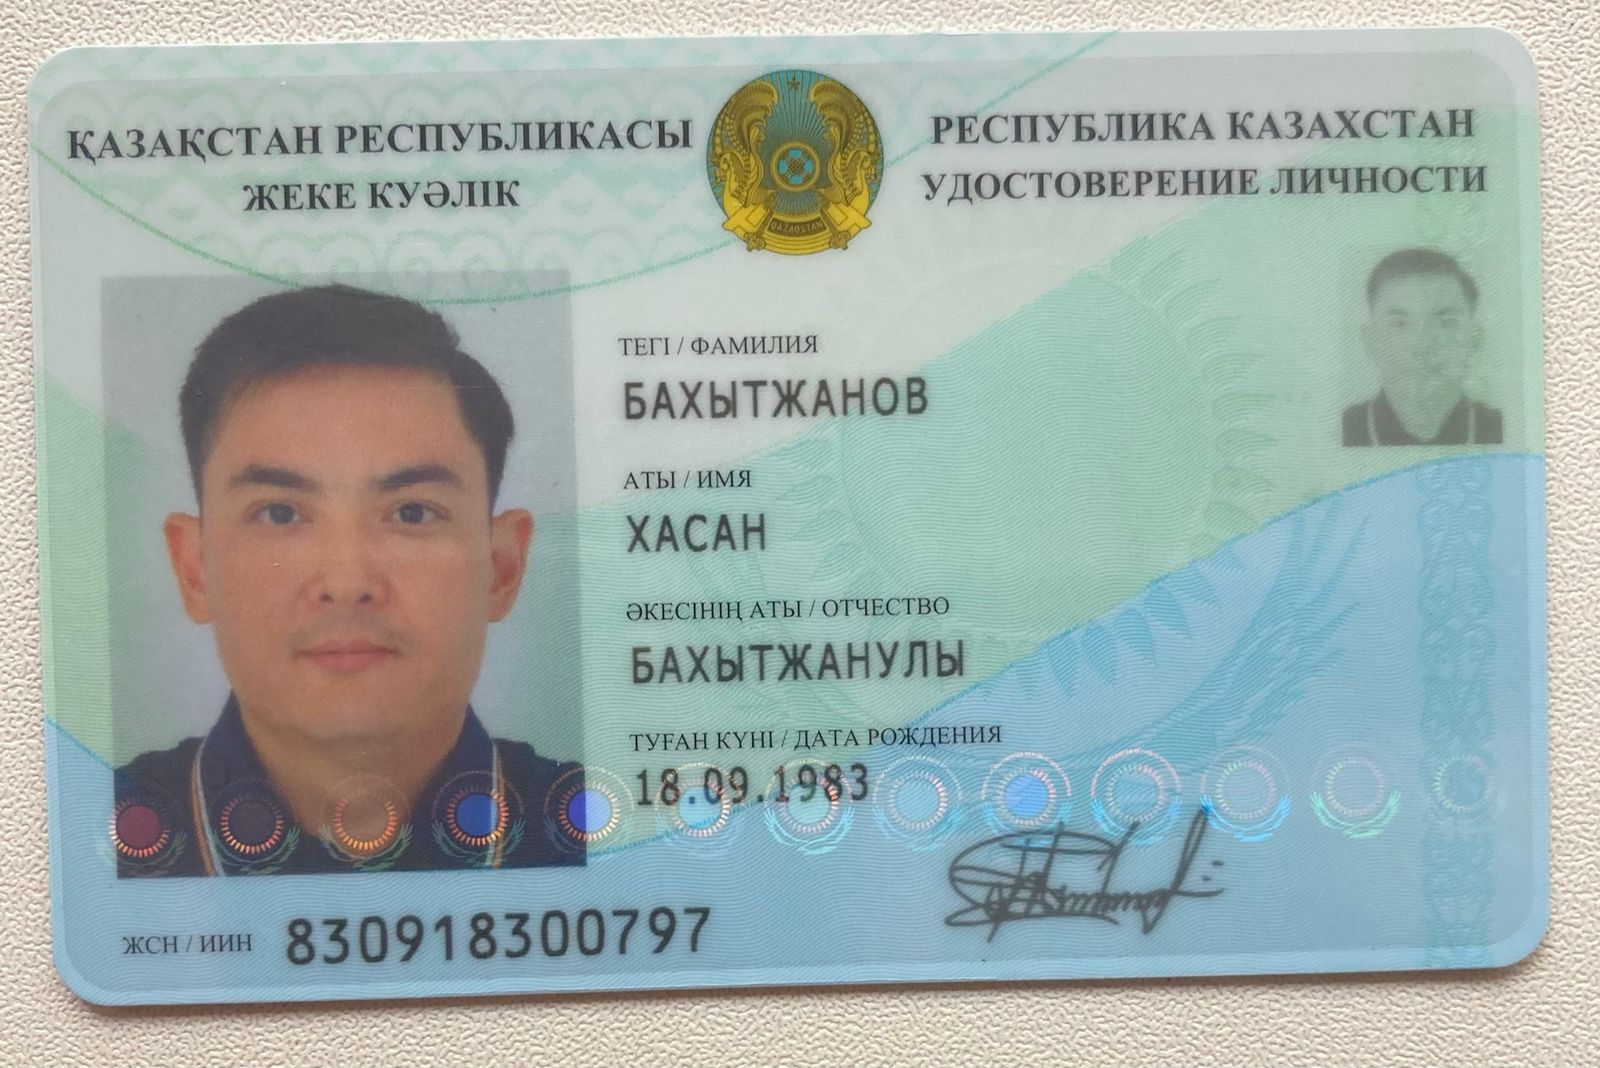 ҚАЗАҚСТАН РЕСПУБЛИКАСЫ
ЖЕКЕ КУӘЛІК
QAZAQSTAN
РЕСПУБЛИКА КАЗАХСТАН
УДОСТОВЕРЕНИЕ ЛИЧНОСТИ
ТЕГІ / ФАМИЛИЯ
БАХЫТЖАНОВ
АТЫ / ИМЯ
ХАСАН
ӘКЕСІНІҢ АТЫ / ОТЧЕСТВО
БАХЫТЖАНУЛЫ
ТУҒАН КҮНІ / ДАТА РОЖДЕНИЯ
18.09.1983
ЖСН / ИИН 830918300797